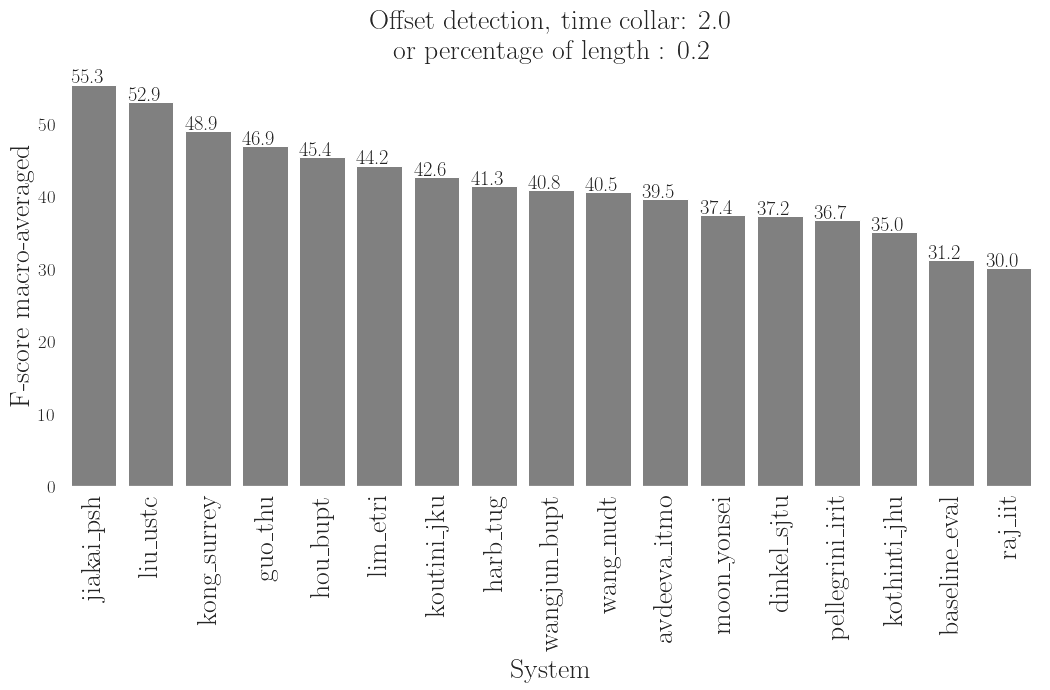 Offset detection, time collar: 2.0
or percentage of length : 0.2
F-score macro-averaged
50
40
30
20
10
0
55.3
52.9
48.9
46.9
45.4
44.2
42.6
41.3
40.8
40.5
39.5
37.4
37.2
36.7
35.0
31.2
30.0
jiakai_psh
liu_ustc
kong_surrey
guo_thu
hou_bupt
lim_etri
koutini_jku
harb_tug
wangjun_bupt
wang_nudt
avdeeva_itmo
moon_yonsei
dinkel_sjtu
pellegrini_irit
kothinti_jhu
baseline_eval
raj_iit
System